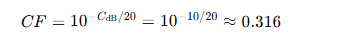 CF = 10^{−C_{dB}/20} = 10^{−10/20} ≈ 0.316